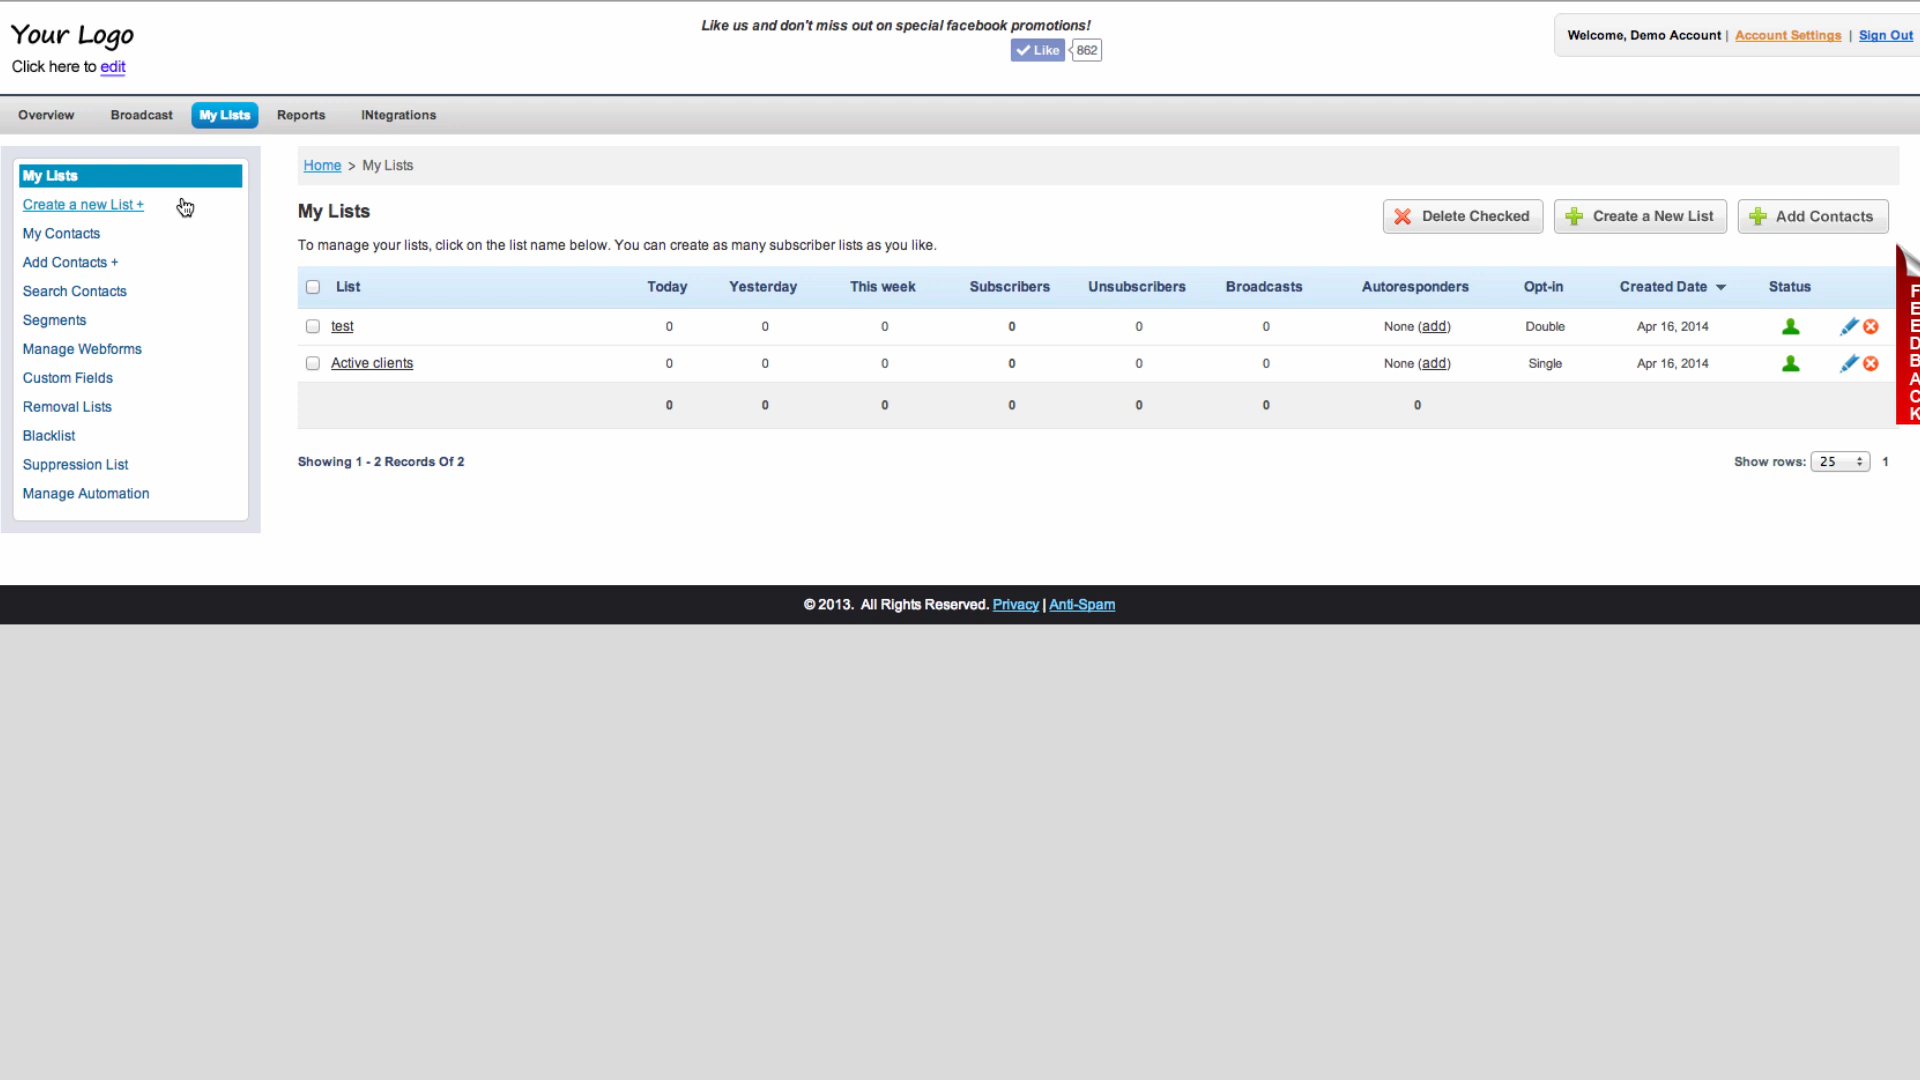 Your Logo
Click here to edit
Like us and don't miss out on special facebook promotions!
Like 862
Welcome, Demo Account | Account Settings | Sign Out
Overview Broadcast My Lists Reports INtegrations
My Lists
Create a new List +
My Contacts
Add Contacts +
Search Contacts
Segments
Manage Webforms
Custom Fields
Removal Lists
Blacklist
Suppression List
Manage Automation
Home > My Lists
My Lists
Delete Checked Create a New List Add Contacts
To manage your lists, click on the list name below. You can create as many subscriber lists as you like.
List Today Yesterday This week Subscribers Unsubscribers Broadcasts Autoresponders Opt-in Created Date Status
test 0 0 0 0 0 0 None (add) Double Apr 16, 2014
Active clients 0 0 0 0 0 0 None (add) Single Apr 16, 2014
0 0 0 0 0 0 0
Showing 1 - 2 Records Of 2
Show rows: 25 1
FEEDBACK
© 2013. All Rights Reserved. Privacy | Anti-Spam